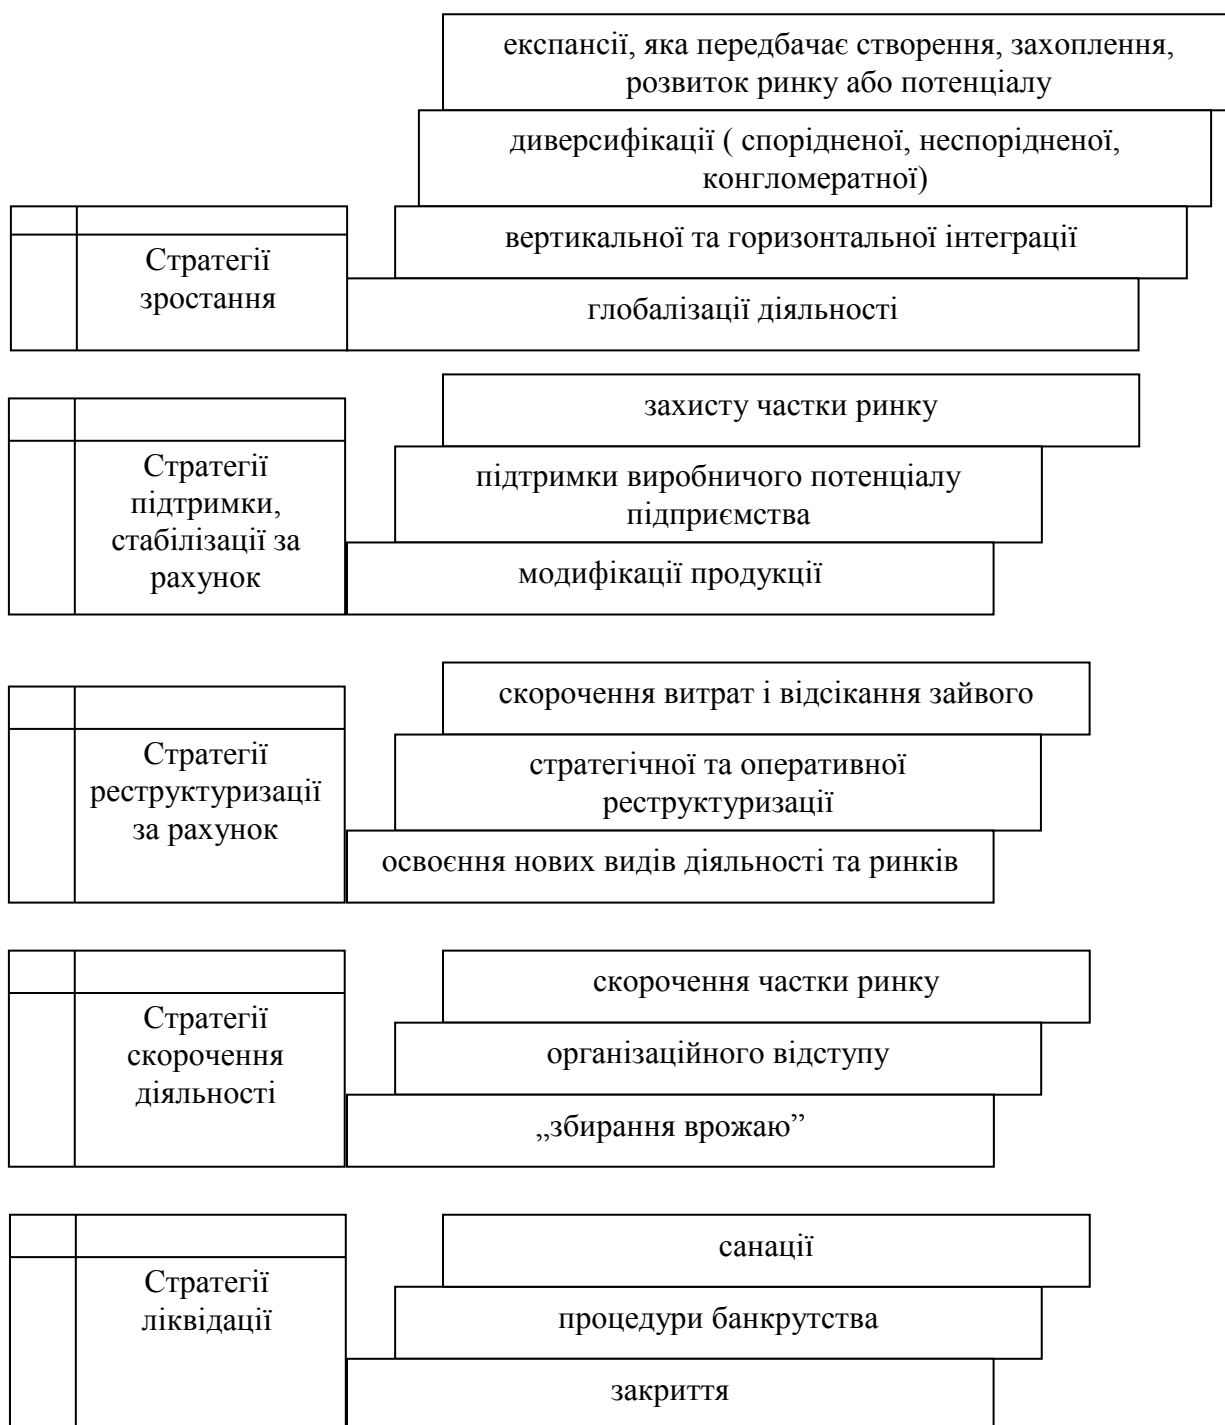 експансії, яка передбачає створення, захоплення,
розвиток ринку або потенціалу
диверсифікації ( спорідненої, неспорідненої,
конгломератної)
вертикальної та горизонтальної інтеграції
Стратегії
зростання
глобалізації діяльності
захисту частки ринку
Стратегії
підтримки,
стабілізації за
рахунок
підтримки виробничого потенціалу
підприємства
модифікації продукції
скорочення витрат і відсікання зайвого
Стратегії
реструктуризації
за рахунок
стратегічної та оперативної
реструктуризації
освоєння нових видів діяльності та ринків
скорочення частки ринку
Стратегії
скорочення
діяльності
організаційного відступу
„збирання врожаю”
санації
Стратегії
ліквідації
процедури банкрутства
закриття